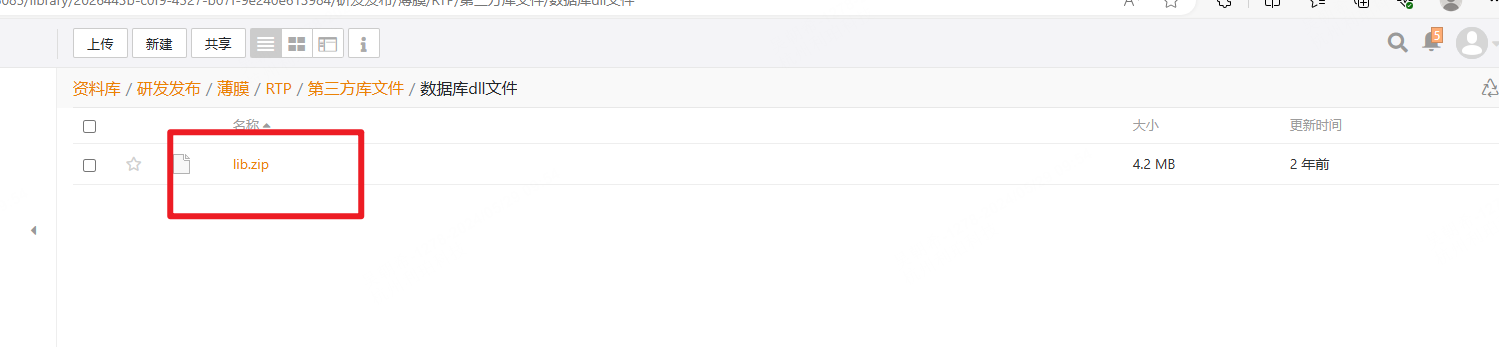 研发发布/薄膜/RTP/第三方库文件/数据库dll文件
上传 新建 共享 5
资料库 / 研发发布 / 薄膜 / RTP / 第三方库文件 / 数据库dll文件
名称 大小 更新时间
lib.zip 4.2 MB 2 年前